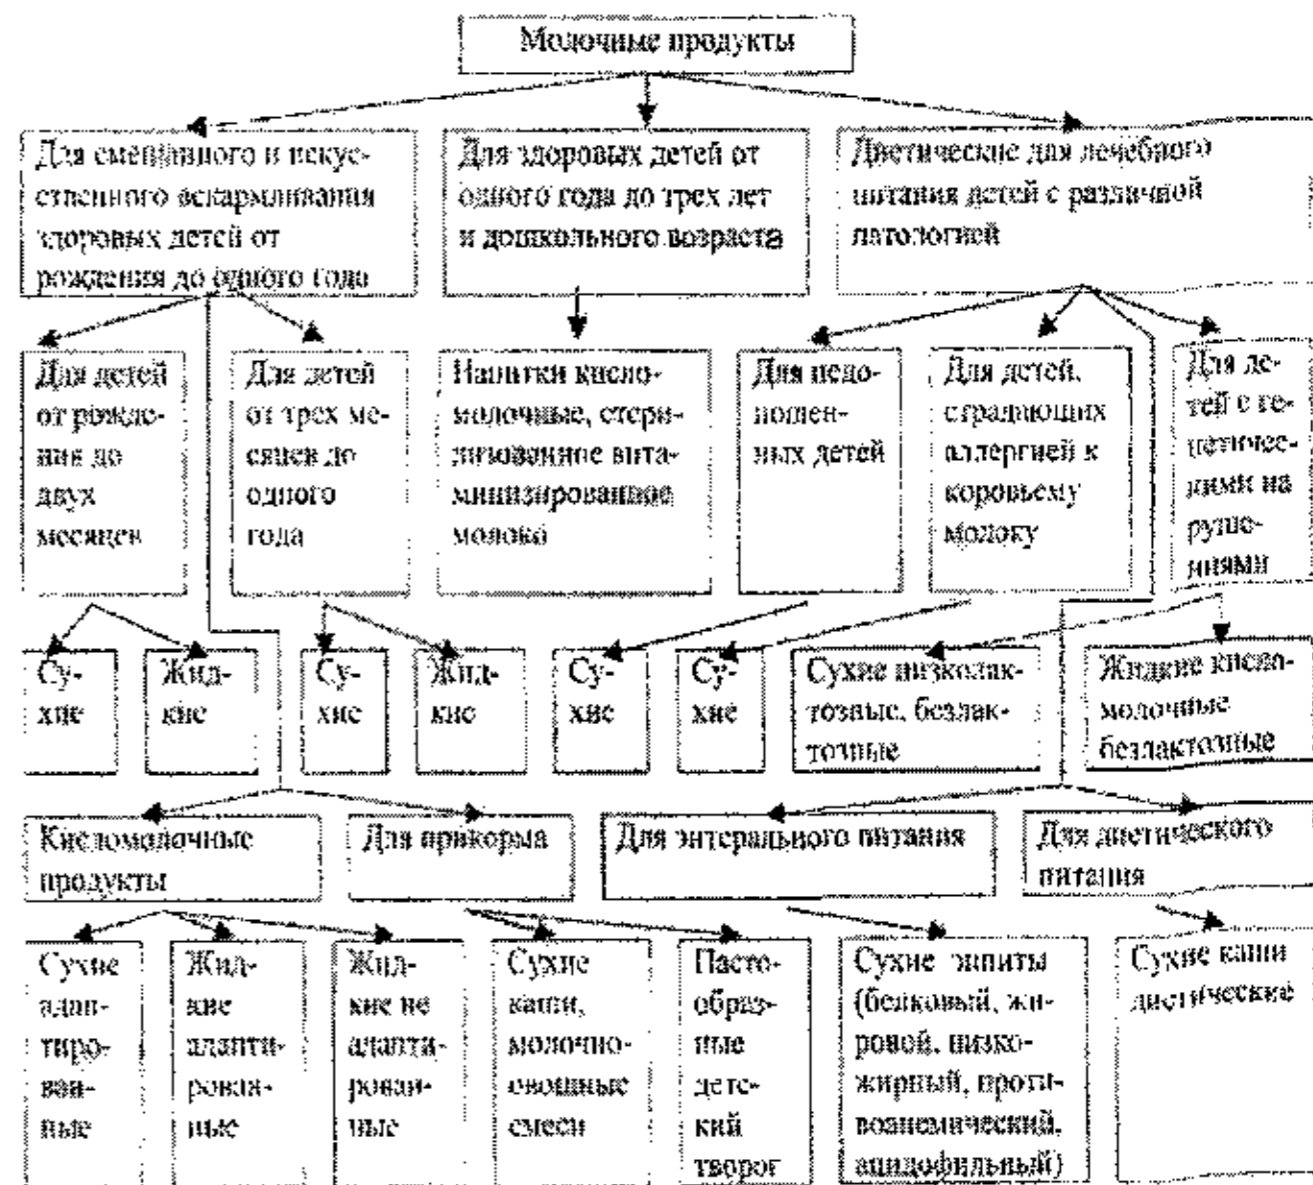 Молочные продукты
Для смешанного и искус-
ственного вскармливания
здоровых детей от
рождения до одного года
Для здоровых детей от
одного года до трех лет
и дошкольного возраста
Диетические для лечебного
питания детей с различной
патологией
Для детей
от рожде-
ния до
двух
месяцев
Для детей
от трех ме-
сяцев до
одного
года
Напитки кисло-
молочные, стери-
лизованное вита-
минизированное
молоко
Для недо-
ношен-
ных детей
Для детей,
страдающих
аллергией к
коровьему
молоку
Для де-
тей с ге-
нетичес-
кими на
руше-
ниями
Су-
хие
Жид-
кие
Су-
хие
Жид-
кие
Су-
хие
Су-
хие
Сухие низколак-
тозные, безлак-
тозные
Жидкие кисло-
молочные
безлактозные
Кисломолочные
продукты
Для прикорма
Для энтерального питания
Для диетического
питания
Сухие
адап-
тиро-
ван-
ные
Жид-
кие
адапти-
рован-
ные
Жид-
кие не
адапти-
рован-
ные
Сухие
каши,
молочно-
овощные
смеси
Пасто-
образ-
ные
детс-
кий
творог
Сухие энпиты
(белковый, жи-
ровой, низко-
жирный, проти-
воанемический,
ацидофильный)
Сухие каши
диетические